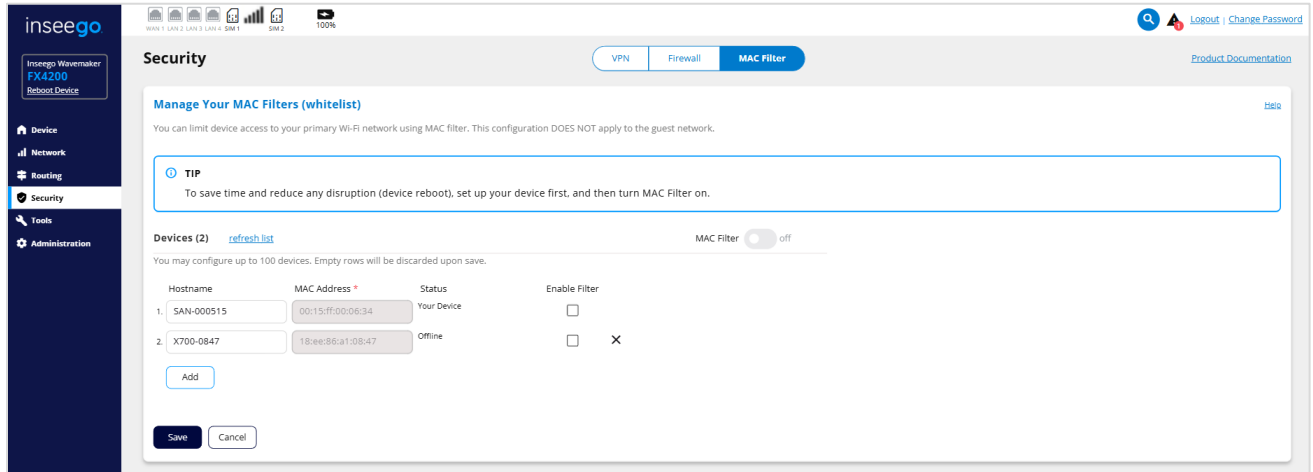 inseego
WAN 1 LAN 2 LAN 3 LAN 4 SIM 1 SIM 2 100%
1 Logout | Change Password
Inseego Wavemaker
FX4200
Reboot Device
Security
VPN Firewall MAC Filter
Product Documentation
Device
Network
Routing
Security
Tools
Administration
Manage Your MAC Filters (whitelist)
Help
You can limit device access to your primary Wi-Fi network using MAC filter. This configuration DOES NOT apply to the guest network.
TIP
To save time and reduce any disruption (device reboot), set up your device first, and then turn MAC Filter on.
Devices (2) refresh list MAC Filter off
You may configure up to 100 devices. Empty rows will be discarded upon save.
Hostname MAC Address * Status Enable Filter
1. SAN-000515 00:15:ff:00:06:34 Your Device
2. X700-0847 18:ee:86:a1:08:47 Offline
Add
Save Cancel